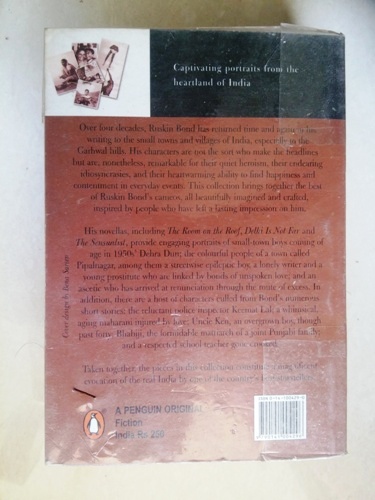 Captivating portraits from the
heartland of India
Over four decades, Ruskin Bond has returned time and again in his
writing to the small towns and villages of India, especially to the
Garhwal hills. His characters are not the sort who make the headlines
but are, nonetheless, remarkable for their quiet heroism, their endearing
idiosyncrasies, and their heartwarming ability to find happiness and
contentment in everyday events. This collection brings together the best
of Ruskin Bond's cameos, all beautifully imagined and crafted,
inspired by people who have left a lasting impression on him.
His novellas, including The Room on the Roof, Delhi Is Not Far and
The Sensualist, provide engaging portraits of small-town boys coming of
age in 1950s' Dehra Dun; the colourful people of a town called
Pipalnagar, among them a streetwise epileptic boy, a lonely writer and a
young prostitute who are linked by bonds of unspoken love; and an
ascetic who has arrived at renunciation through the route of excess. In
addition, there are a host of characters culled from Bond's numerous
short stories: the reluctant police inspector Keemat Lal; a whimsical,
aging maharani injured by love; Uncle Ken, an overgrown boy, though
past forty; Bhabiji, the formidable matriarch of a joint Punjabi family;
and a respected school teacher gone crooked.
Taken together, the pieces in this collection constitute
evocation of the real India by one of the country's
Cover design by Bena Sareen
A PENGUIN ORIGINAL
Fiction
India Rs 250